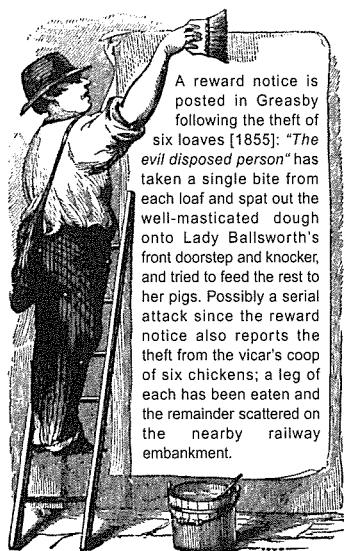 A reward notice is
posted in Greasby
following the theft of
six loaves [1855]: “The
evil disposed person“ has
taken a single bite from
each loaf and spat out the
well-masticated dough
onto Lady Ballsworth's
front doorstep and knocker,
and tried to feed the rest to
her pigs. Possibly a serial
attack since the reward
notice also reports the
theft from the vicar's coop
of six chickens; a leg of
each has been eaten and
the remainder scattered on
the nearby railway
embankment.